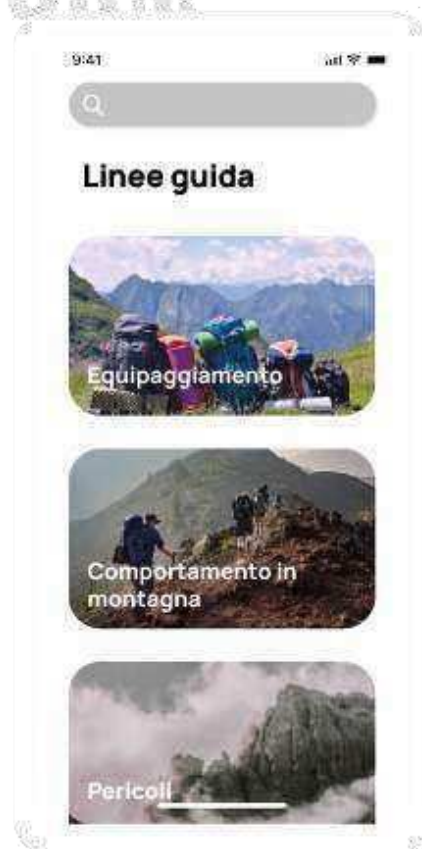 9:41
Linee guida
Equipaggiamento
Comportamento in
montagna
Pericoli